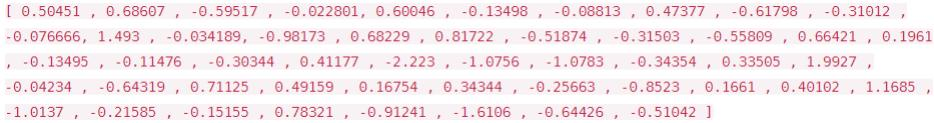 [ 0.50451 , 0.68607 , -0.59517 , -0.022801, 0.60046 , -0.13498 , -0.08813 , 0.47377 , -0.61798 , -0.31012 ,
-0.076666, 1.493 , -0.034189, -0.98173 , 0.68229 , 0.81722 , -0.51874 , -0.31503 , -0.55809 , 0.66421 , 0.1961
, -0.13495 , -0.11476 , -0.30344 , 0.41177 , -2.223 , -1.0756 , -1.0783 , -0.34354 , 0.33505 , 1.9927 ,
-0.04234 , -0.64319 , 0.71125 , 0.49159 , 0.16754 , 0.34344 , -0.25663 , -0.8523 , 0.1661 , 0.40102 , 1.1685 ,
-1.0137 , -0.21585 , -0.15155 , 0.78321 , -0.91241 , -1.6106 , -0.64426 , -0.51042 ]